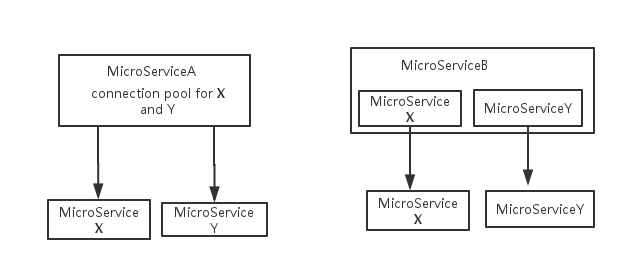 MicroServiceA
connection pool for X
and Y
MicroService
X
MicroService
Y
MicroServiceB
MicroService
X
MicroServiceY
MicroService
X
MicroServiceY